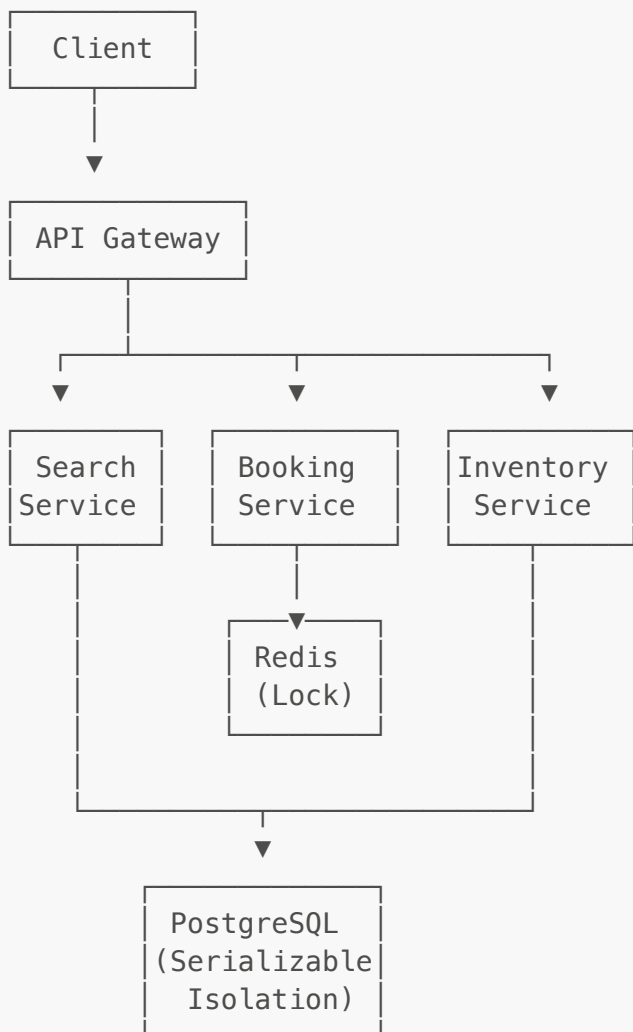 Client
API Gateway
Search Service
Booking Service
Inventory Service
Redis
(Lock)
PostgreSQL
(Serializable
Isolation)